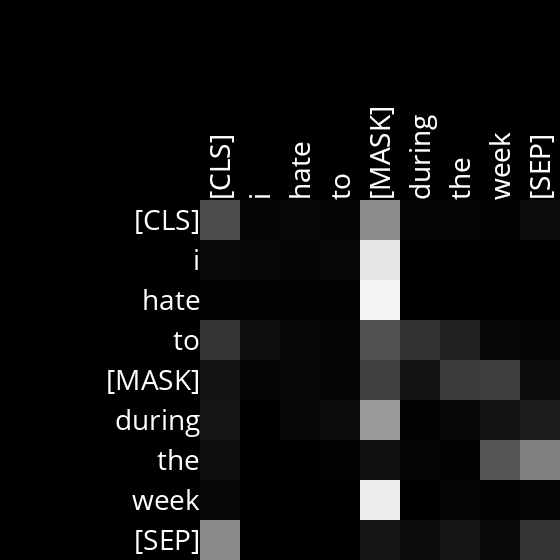 [CLS] i hate to [MASK] during the week [SEP]
[CLS]
i
hate
to
[MASK]
during
the
week
[SEP]